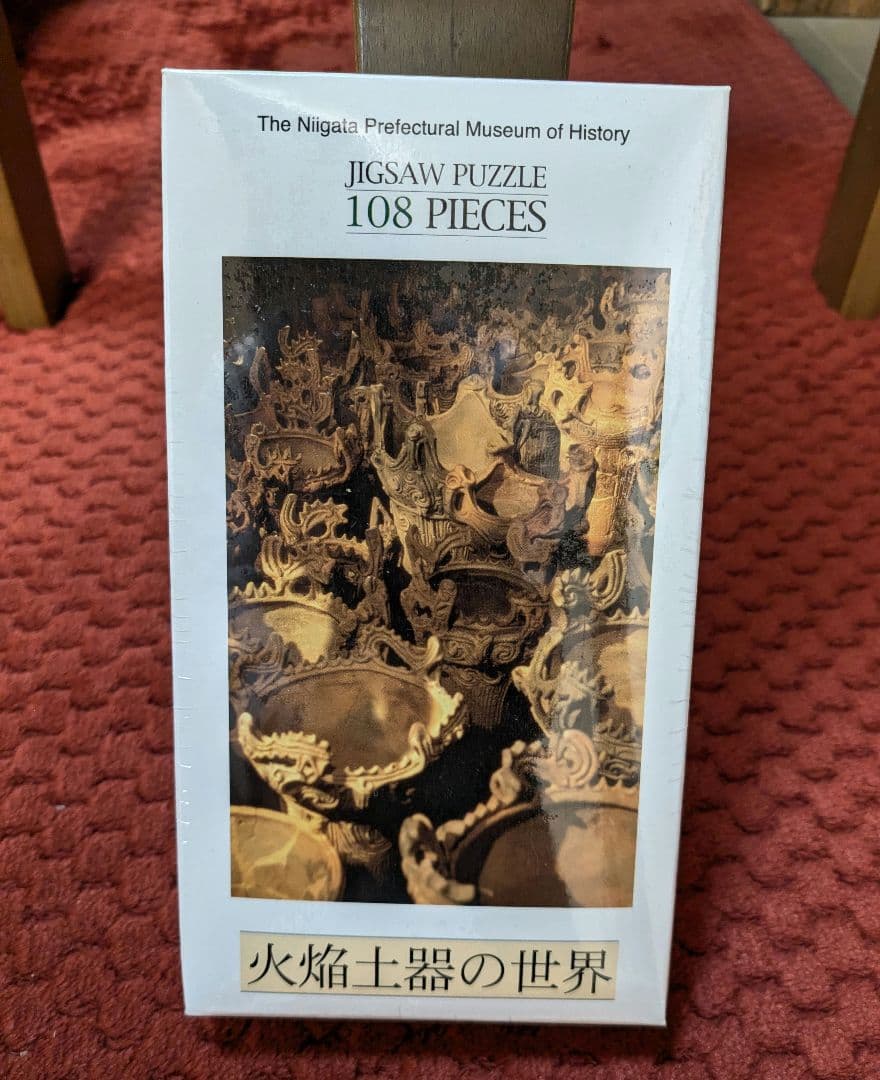 The Niigata Prefectural Museum of History
JIGSAW PUZZLE
108 PIECES
火焔土器の世界